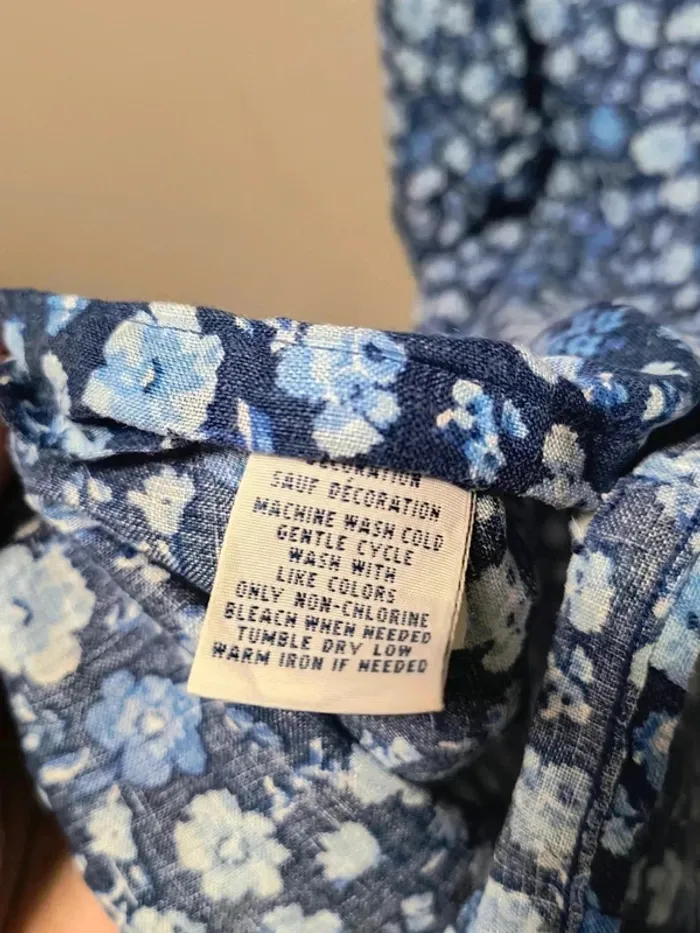 DECORATION
SAUF DÉCORATION
MACHINE WASH COLD
GENTLE CYCLE
WASH WITH
LIKE COLORS
ONLY NON-CHLORINE
BLEACH WHEN NEEDED
TUMBLE DRY LOW
WARM IRON IF NEEDED